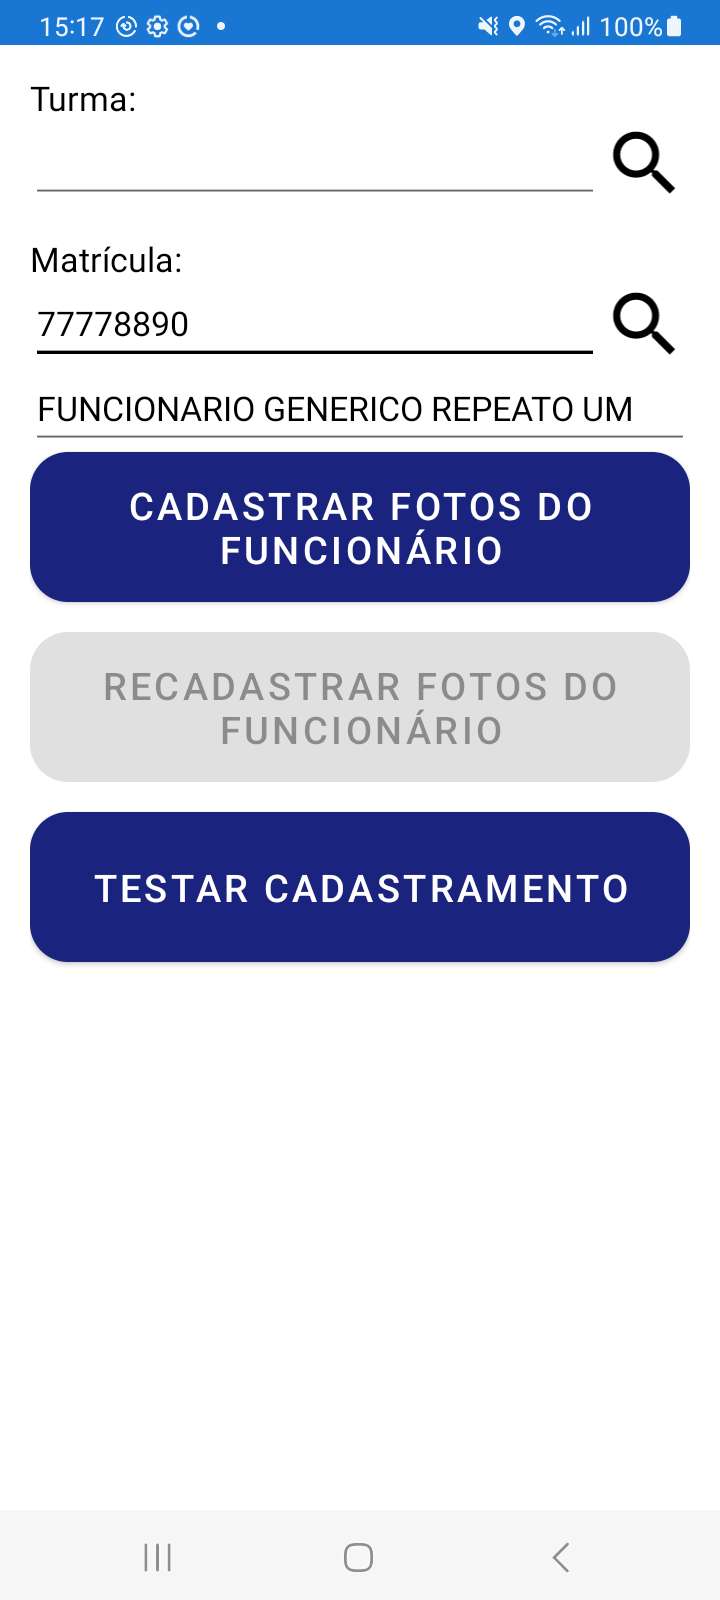 15:17 100%
Turma:
Matrícula:
77778890
FUNCIONARIO GENERICO REPEATO UM
CADASTRAR FOTOS DO
FUNCIONÁRIO
RECADASTRAR FOTOS DO
FUNCIONÁRIO
TESTAR CADASTRAMENTO